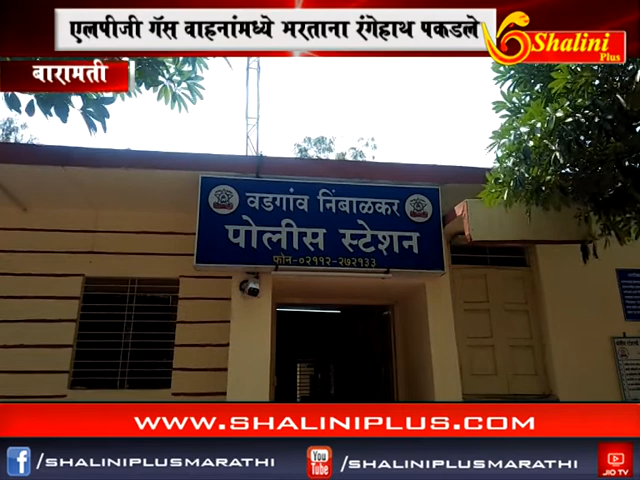 एलपीजी गॅस वाहनांमध्ये भरताना रंगेहाथ पकडले
Shalini
Plus
बारामती
वडगांव निंबाळकर
पोलीस स्टेशन
फोन-०२११२-२७२१३३
WWW.SHALINIPLUS.COM
/SHALINIPLUSMARATHI
You Tube
/SHALINIPLUSMARATHI
JIO TV